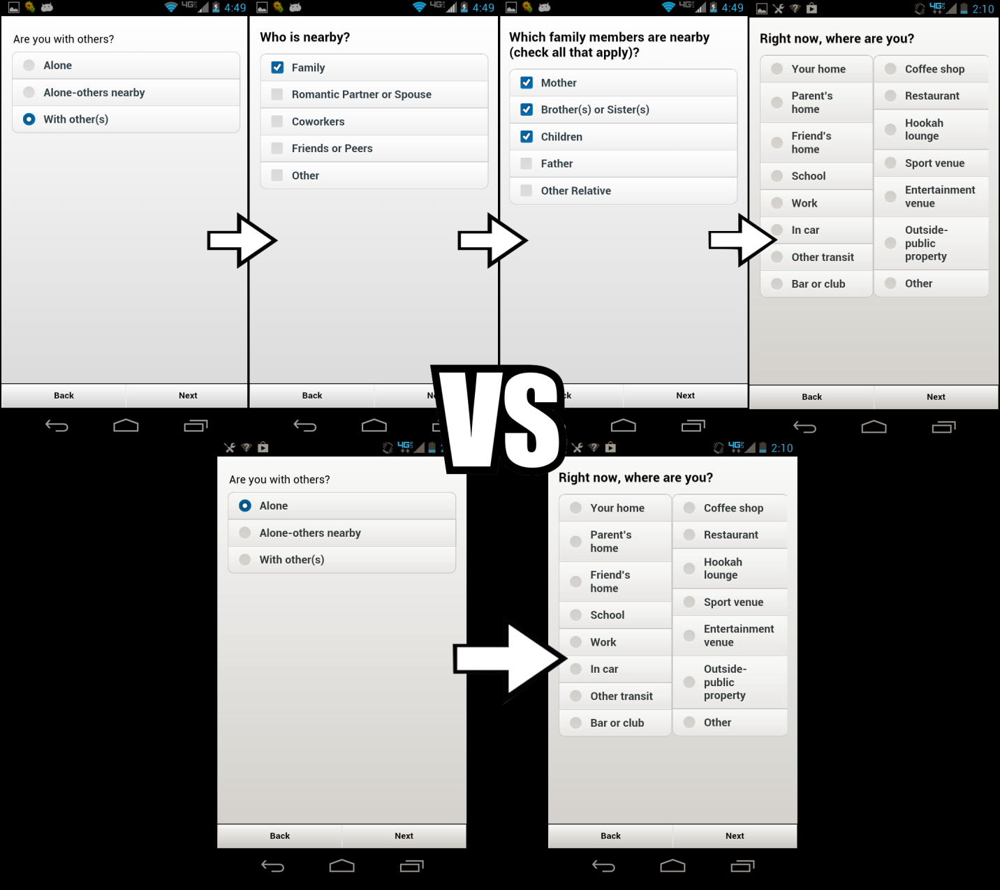 4G 4:49
4G 4:49
4G 4:49
4G 2:10
Are you with others?
Alone
Alone-others nearby
With other(s)
Back
Next
Who is nearby?
Family
Romantic Partner or Spouse
Coworkers
Friends or Peers
Other
Back
Which family members are nearby
(check all that apply)?
Mother
Brother(s) or Sister(s)
Children
Father
Other Relative
Next
Right now, where are you?
Your home
Parent's
home
Friend's
home
School
Work
In car
Other transit
Bar or club
Coffee shop
Restaurant
Hookah
lounge
Sport venue
Entertainment
venue
Outside-
public
property
Other
Back
Next
VS
4G
4G 2:10
Are you with others?
Alone
Alone-others nearby
With other(s)
Back
Next
Right now, where are you?
Your home
Parent's
home
Friend's
home
School
Work
In car
Other transit
Bar or club
Coffee shop
Restaurant
Hookah
lounge
Sport venue
Entertainment
venue
Outside-
public
property
Other
Back
Next